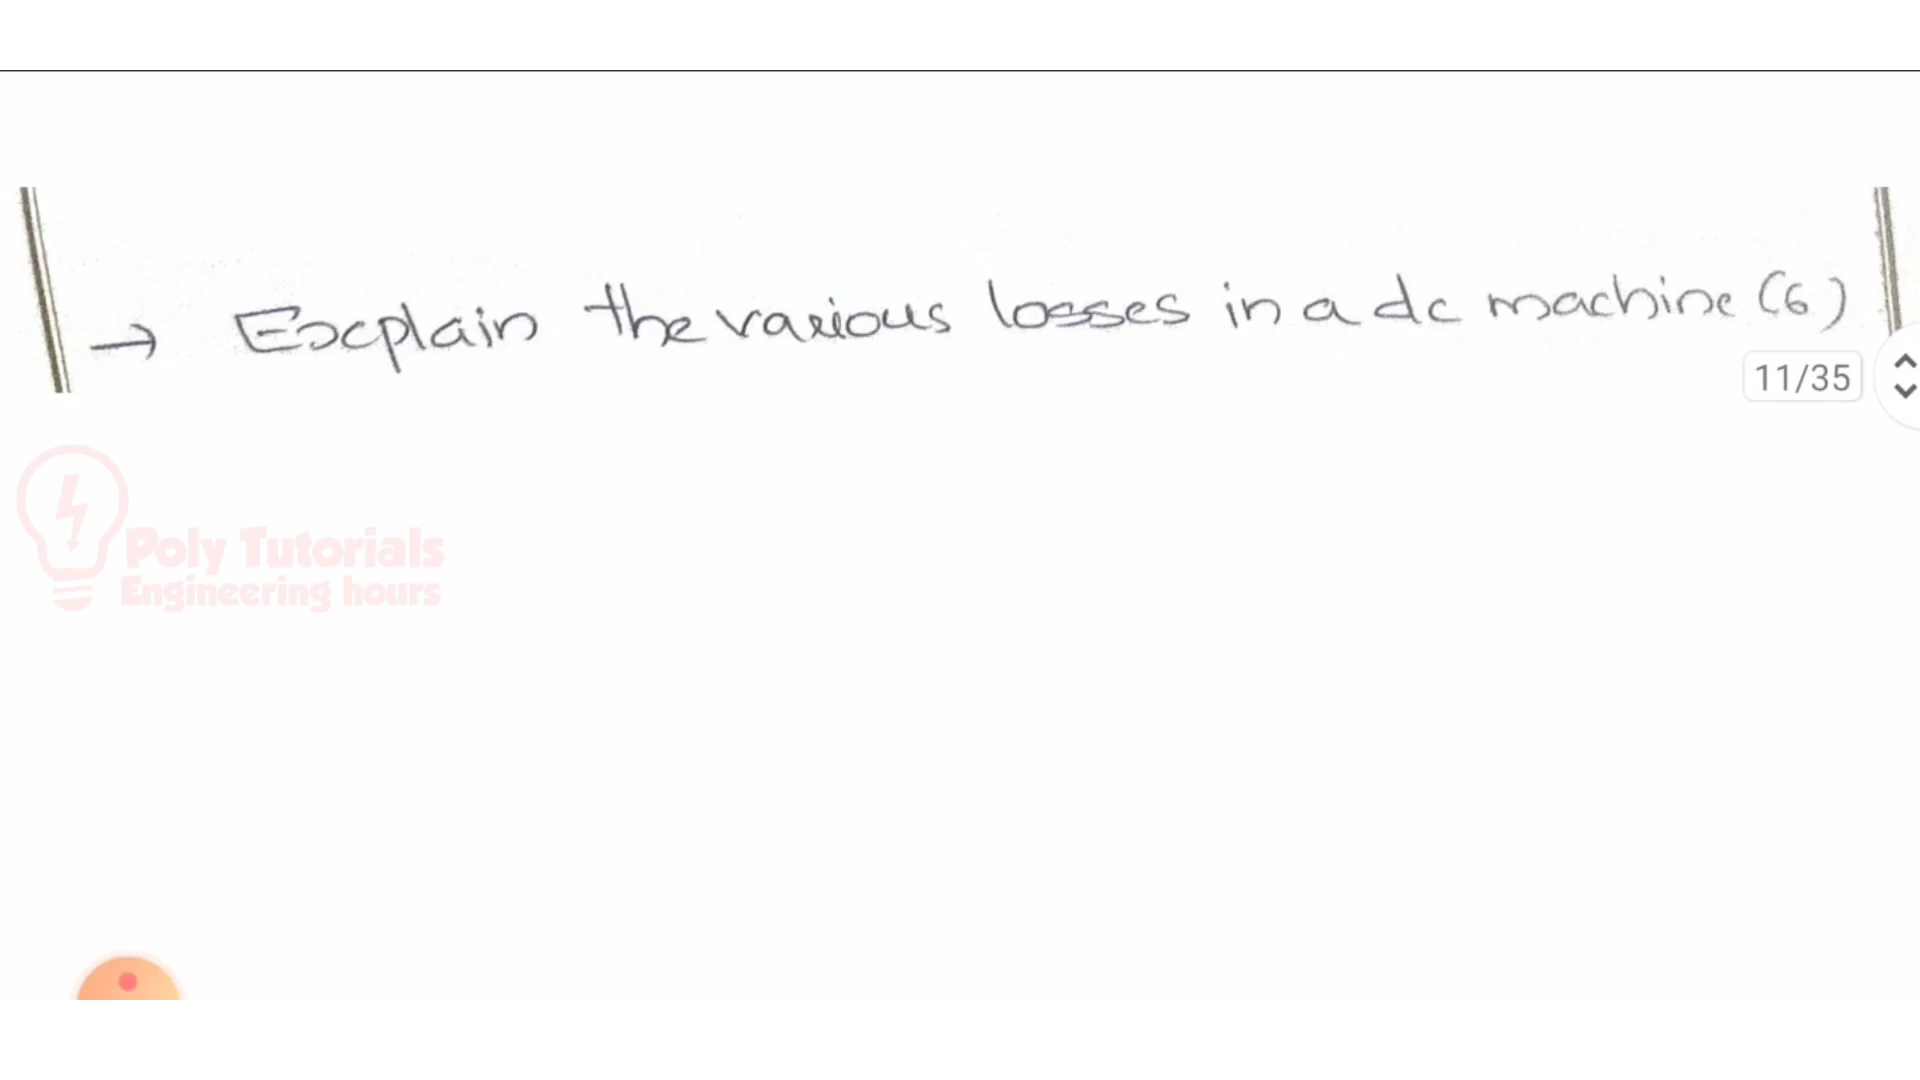 → Explain the various losses in a dc machine (6)
11/35
Poly Tutorials
Engineering hours